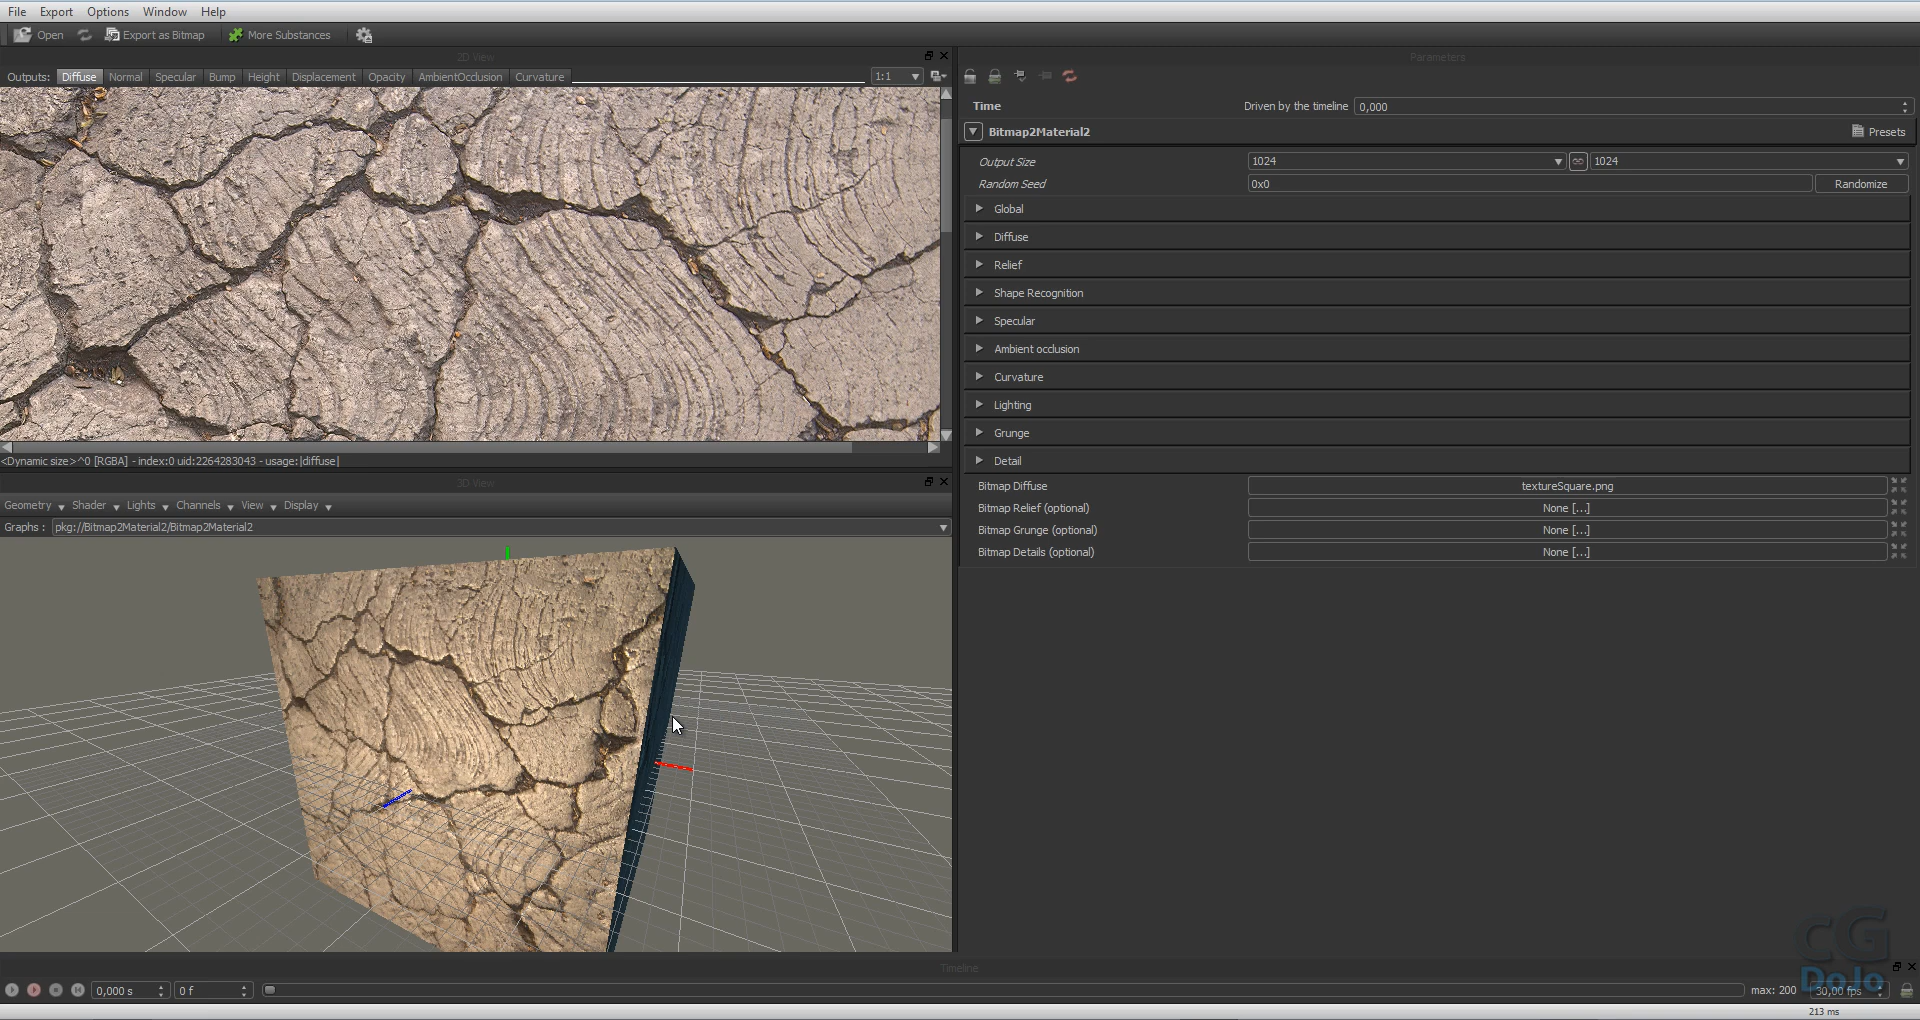 File Export Options Window Help
Open Export as Bitmap More Substances
2D View
Outputs: Diffuse Normal Specular Bump Height Displacement Opacity AmbientOcclusion Curvature 1:1
<Dynamic size>^0 [RGBA] - index:0 uid:2264283043 - usage:|diffuse|
3D View
Geometry Shader Lights Channels View Display
Graphs : pkg://Bitmap2Material2/Bitmap2Material2
Parameters
Time Driven by the timeline 0,000
Bitmap2Material2 Presets
Output Size 1024 1024
Random Seed 0x0 Randomize
Global
Diffuse
Relief
Shape Recognition
Specular
Ambient occlusion
Curvature
Lighting
Grunge
Detail
Bitmap Diffuse textureSquare.png
Bitmap Relief (optional) None [...]
Bitmap Grunge (optional) None [...]
Bitmap Details (optional) None [...]
CG
DoJo
Timeline
0,000 s 0 f max: 200 30,00 fps
213 ms